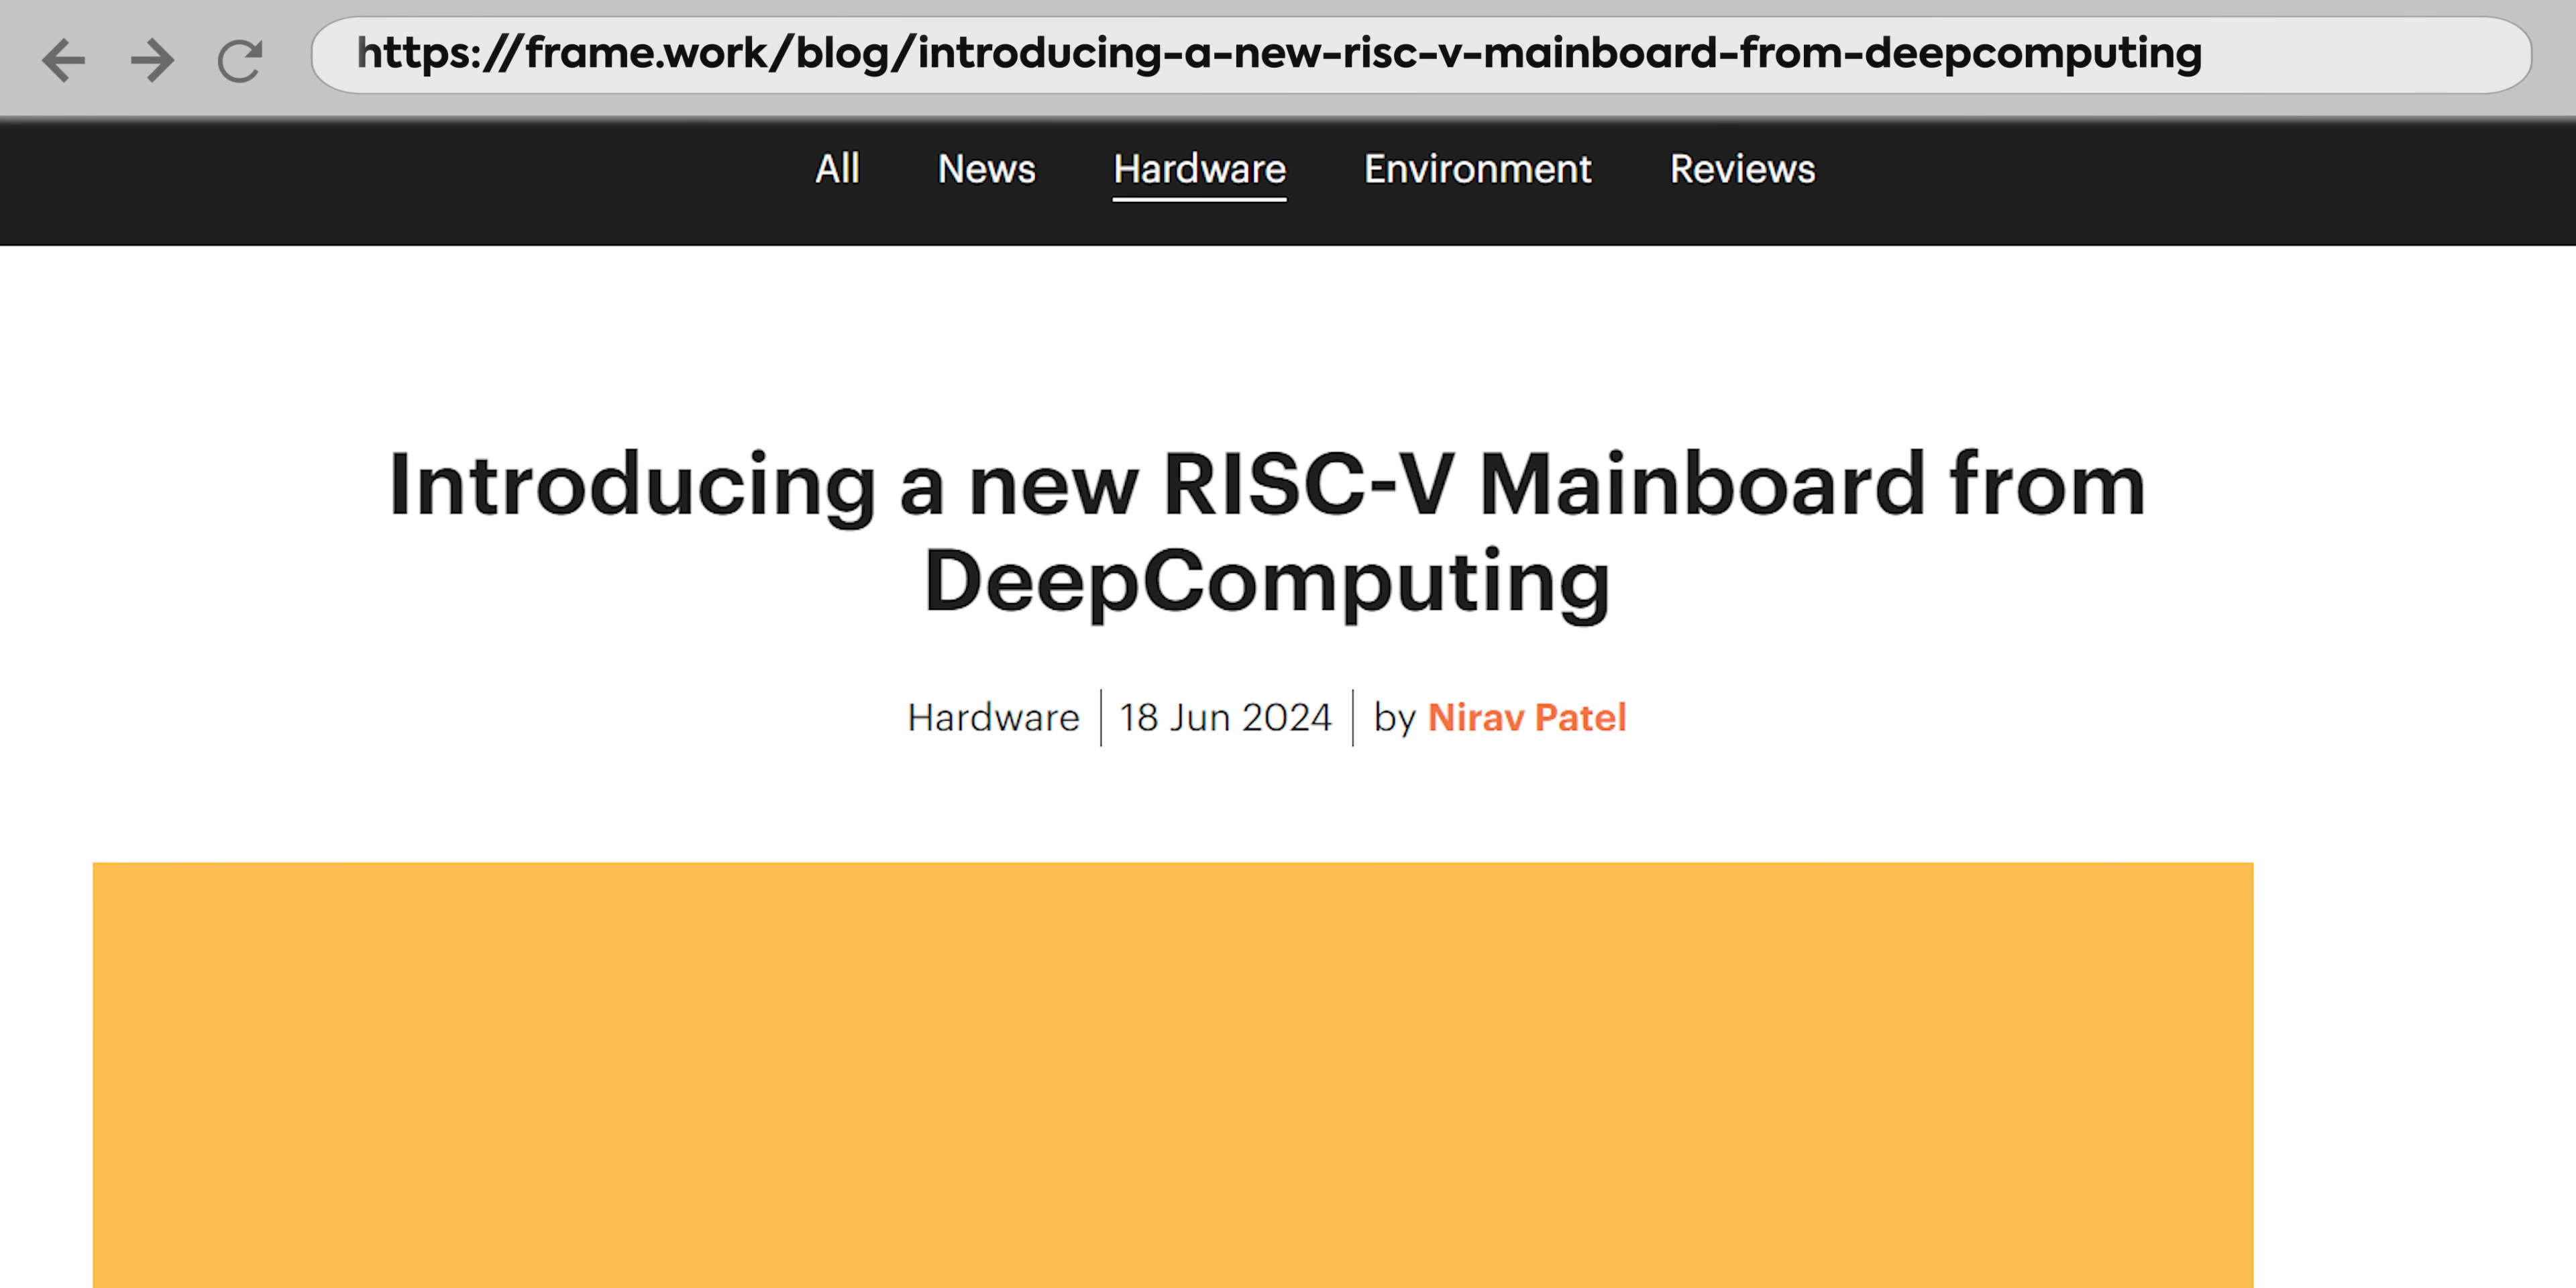 https://frame.work/blog/introducing-a-new-risc-v-mainboard-from-deepcomputing
All News Hardware Environment Reviews
Introducing a new RISC-V Mainboard from
DeepComputing
Hardware | 18 Jun 2024 | by Nirav Patel